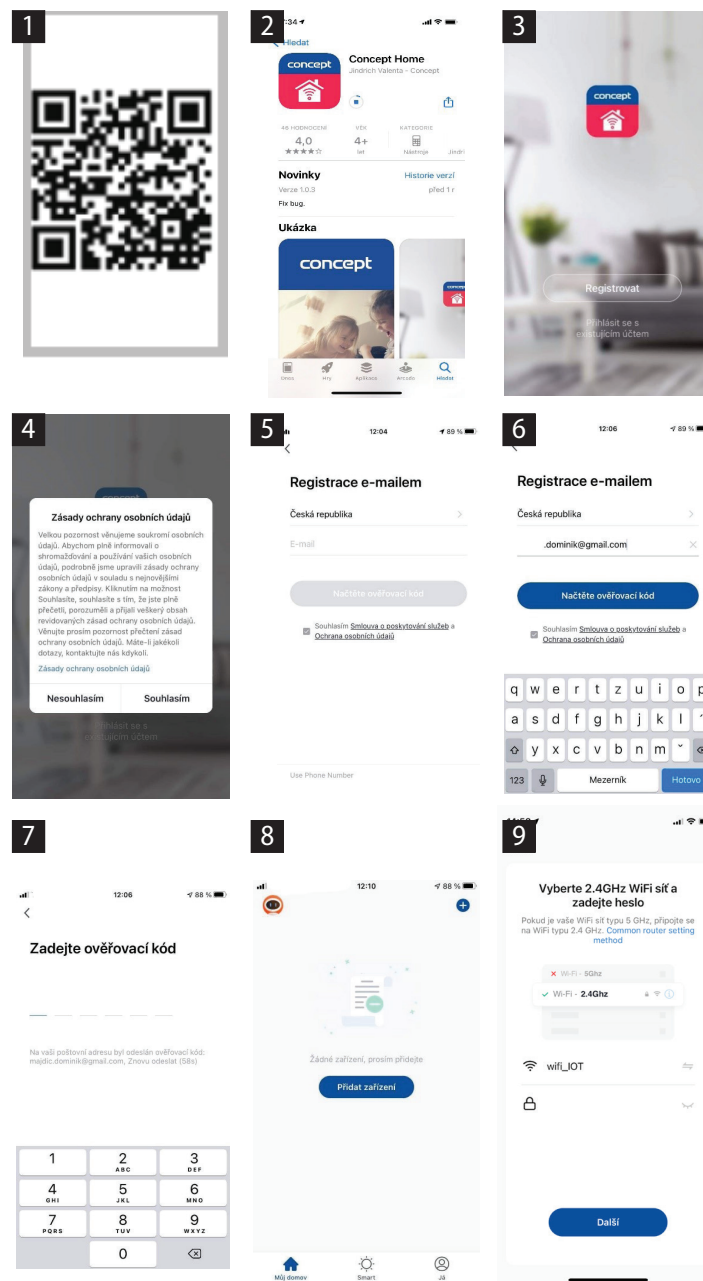 1
2
:34
Hledat
concept
Concept Home
Jindrich Valenta - Concept
48 HODNOCENÍ
VĚK
KATEGORIE
4,0
4+
★★★★☆
let
Nástroje
Jindri
Novinky
Historie verzí
Verze 1.0.3
před 1 r
Fix bug.
Ukázka
concept
concept
Dnes
Hry
Aplikace
Arcade
Hledat
3
concept
Registrovat
Přihlásit se s
existujícím účtem
4
concept
Zásady ochrany osobních údajů
Velkou pozornost věnujeme soukromí osobních
údajů. Abychom plně informovali o
shromažďování a používání vašich osobních
údajů, podrobně jsme upravili zásady ochrany
osobních údajů v souladu s nejnovějšími
zákony a předpisy. Kliknutím na možnost
Souhlasíte, souhlasíte s tím, že jste plně
přečetli, porozuměli a přijali veškerý obsah
revidovaných zásad ochrany osobních údajů.
Věnujte prosím pozornost přečtení zásad
ochrany osobních údajů. Máte-li jakékoli
dotazy, kontaktujte nás kdykoli.
Zásady ochrany osobních údajů
Nesouhlasím
Souhlasím
Přihlásit se s
existujícím účtem
5
12:04
89 %
Registrace e-mailem
Česká republika
E-mail
Načtěte ověřovací kód
Souhlasím Smlouva o poskytování služeb a
Ochrana osobních údajů
Use Phone Number
6
12:06
89 %
Registrace e-mailem
Česká republika
.dominik@gmail.com
Načtěte ověřovací kód
Souhlasím Smlouva o poskytování služeb a
Ochrana osobních údajů
q w e r t z u i o p
a s d f g h j k l ´
y x c v b n m ˇ
123
Mezerník
Hotovo
7
12:06
88 %
Zadejte ověřovací kód
Na vaši poštovní adresu byl odeslán ověřovací kód:
majdic.dominik@gmail.com, Znovu odeslat (58s)
1
2
3
ABC
DEF
4
5
6
GHI
JKL
MNO
7
8
9
PQRS
TUV
WXYZ
0
8
12:10
88 %
Žádné zařízení, prosím přidejte
Přidat zařízení
Můj domov
Smart
Já
9
Vyberte 2.4GHz WiFi síť a
zadejte heslo
Pokud je vaše WiFi síť typu 5 GHz, připojte se
na WiFi typu 2.4 GHz. Common router setting
method
Wi-Fi - 5Ghz
Wi-Fi - 2.4Ghz
wifi_IOT
Další